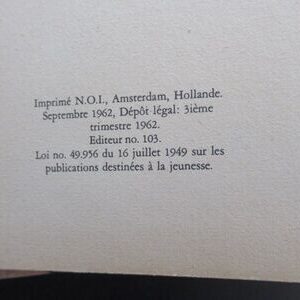 Imprimé N.O.I., Amsterdam, Hollande.
Septembre 1962, Dépôt légal: 3ième
trimestre 1962.
Editeur no. 103.
Loi no. 49.956 du 16 juillet 1949 sur les
publications destinées à la jeunesse.